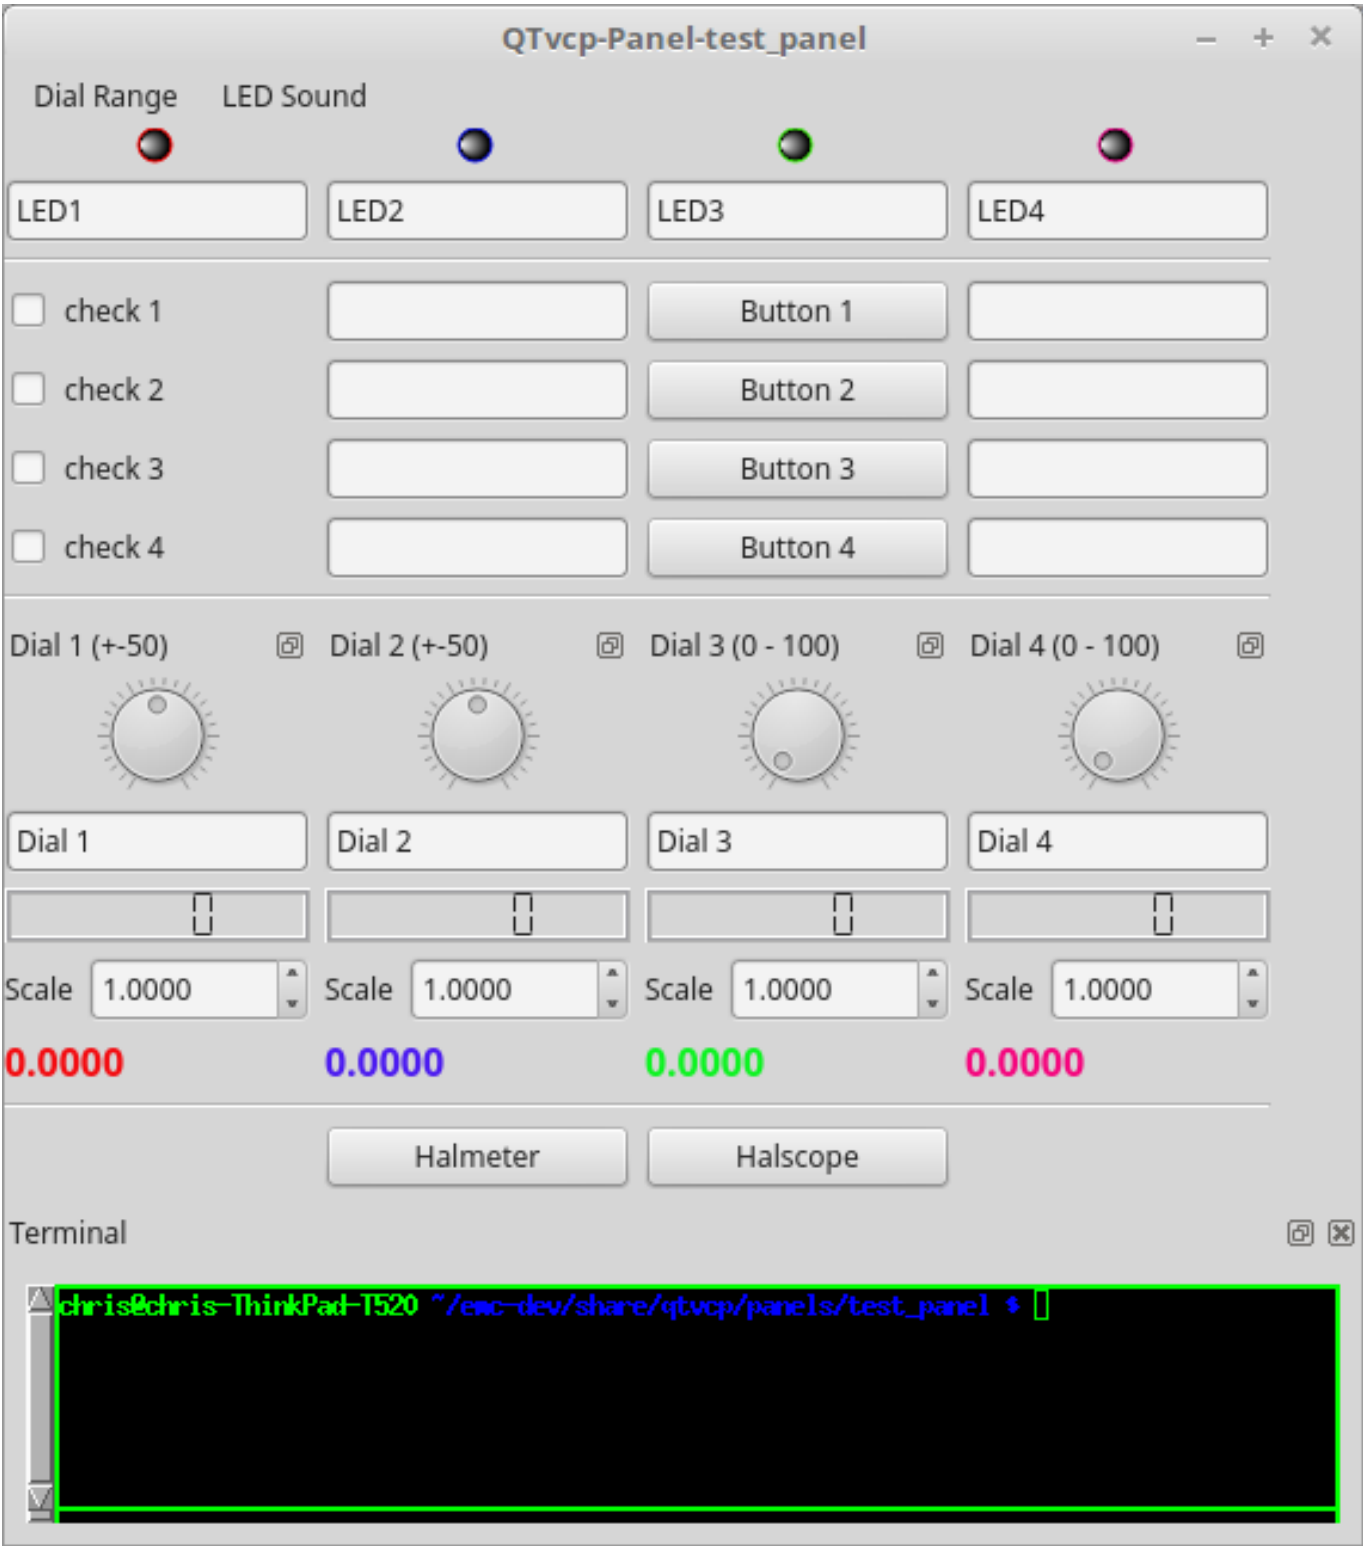 QTvcp-Panel-test_panel
Dial Range LED Sound
LED1 LED2 LED3 LED4
check 1 Button 1
check 2 Button 2
check 3 Button 3
check 4 Button 4
Dial 1 (+-50) Dial 2 (+-50) Dial 3 (0 - 100) Dial 4 (0 - 100)
Dial 1 Dial 2 Dial 3 Dial 4
0 0 0 0
Scale 1.0000 Scale 1.0000 Scale 1.0000 Scale 1.0000
0.0000 0.0000 0.0000 0.0000
Halmeter Halscope
Terminal
chris@chris-ThinkPad-T520 ~/emc-dev/share/qtvcp/panels/test_panel $